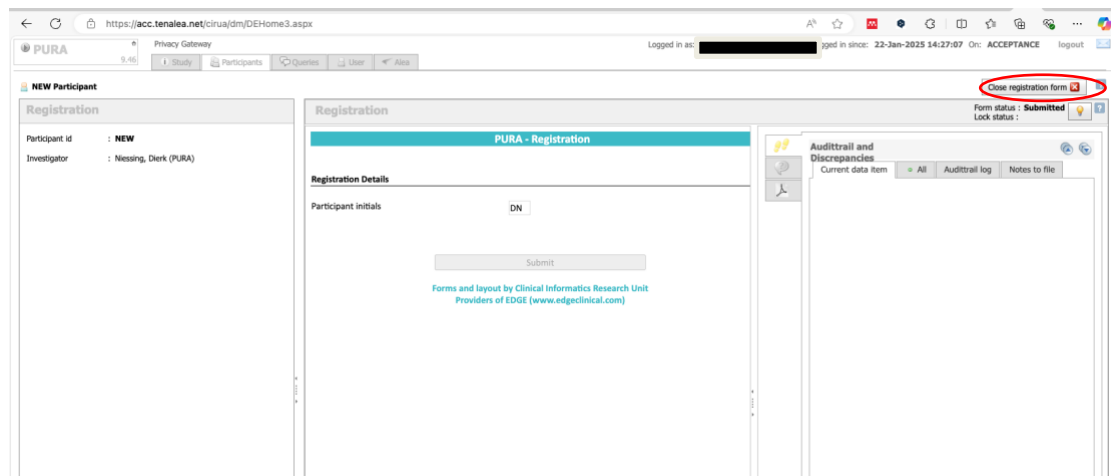 https://acc.tenalea.net/cirua/dm/DEHome3.aspx
PURA
9.46
Privacy Gateway
Logged in as:
gged in since: 22-Jan-2025 14:27:07 On: ACCEPTANCE logout
Study Participants Queries User Alea
NEW Participant
Close registration form
Registration
Registration
Form status : Submitted
Lock status :
Participant id : NEW
Investigator : Niessing, Dierk (PURA)
PURA - Registration
Registration Details
Participant initials DN
Submit
Forms and layout by Clinical Informatics Research Unit
Providers of EDGE (www.edgeclinical.com)
Audittrail and
Discrepancies
Current data item All Audittrail log Notes to file